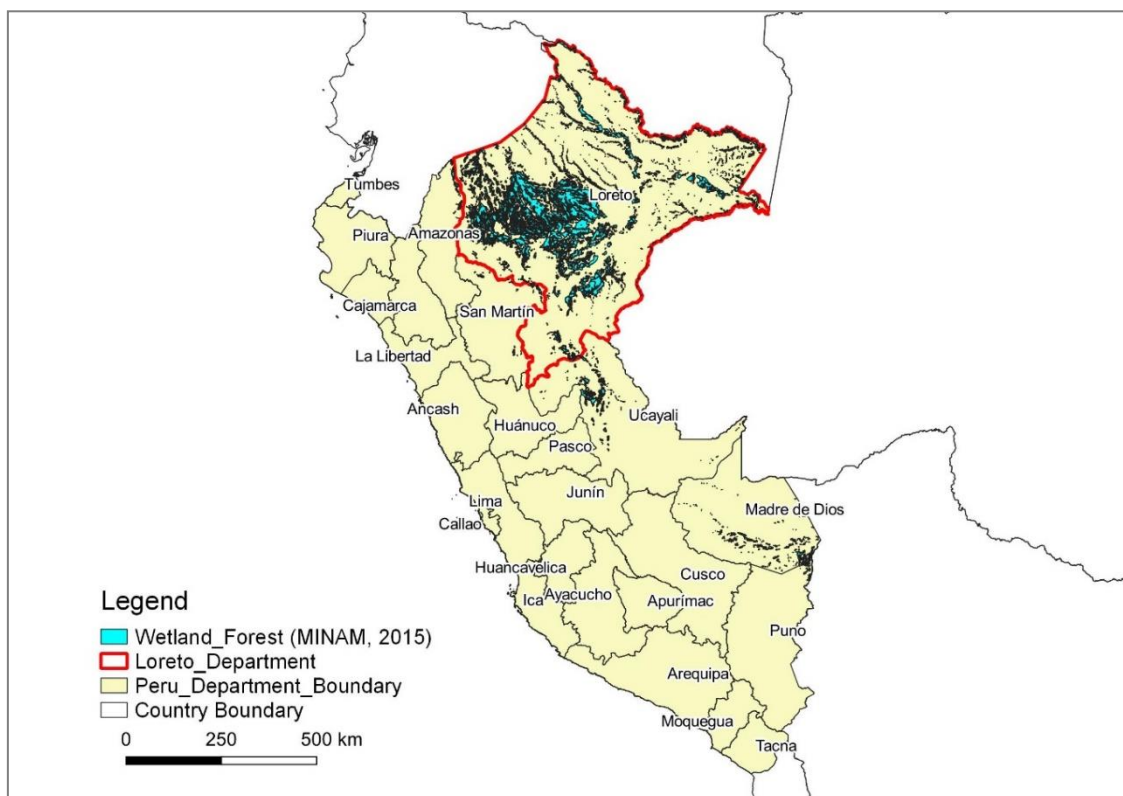 Tumbes
Loreto
Piura
Amazonas
Cajamarca
San Martín
La Libertad
Ancash
Huánuco
Ucayali
Pasco
Junín
Lima
Callao
Madre de Dios
Huancavelica
Cusco
Ica
Ayacucho
Apurímac
Puno
Arequipa
Moquegua
Tacna
Legend
Wetland_Forest (MINAM, 2015)
Loreto_Department
Peru_Department_Boundary
Country Boundary
0 250 500 km